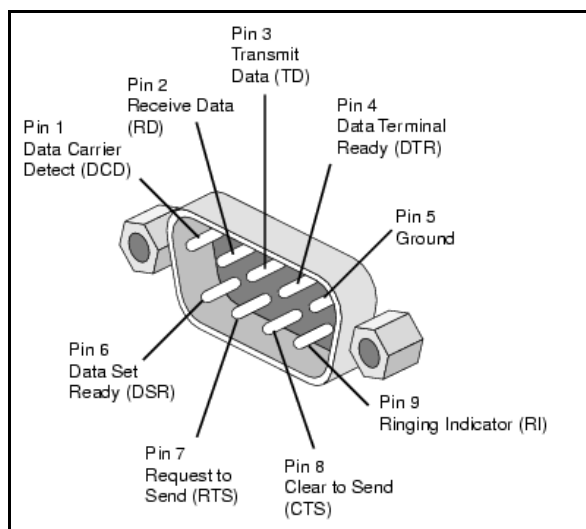 Pin 1
Data Carrier
Detect (DCD)
Pin 2
Receive Data
(RD)
Pin 3
Transmit
Data (TD)
Pin 4
Data Terminal
Ready (DTR)
Pin 5
Ground
Pin 6
Data Set
Ready (DSR)
Pin 7
Request to
Send (RTS)
Pin 8
Clear to Send
(CTS)
Pin 9
Ringing Indicator (RI)